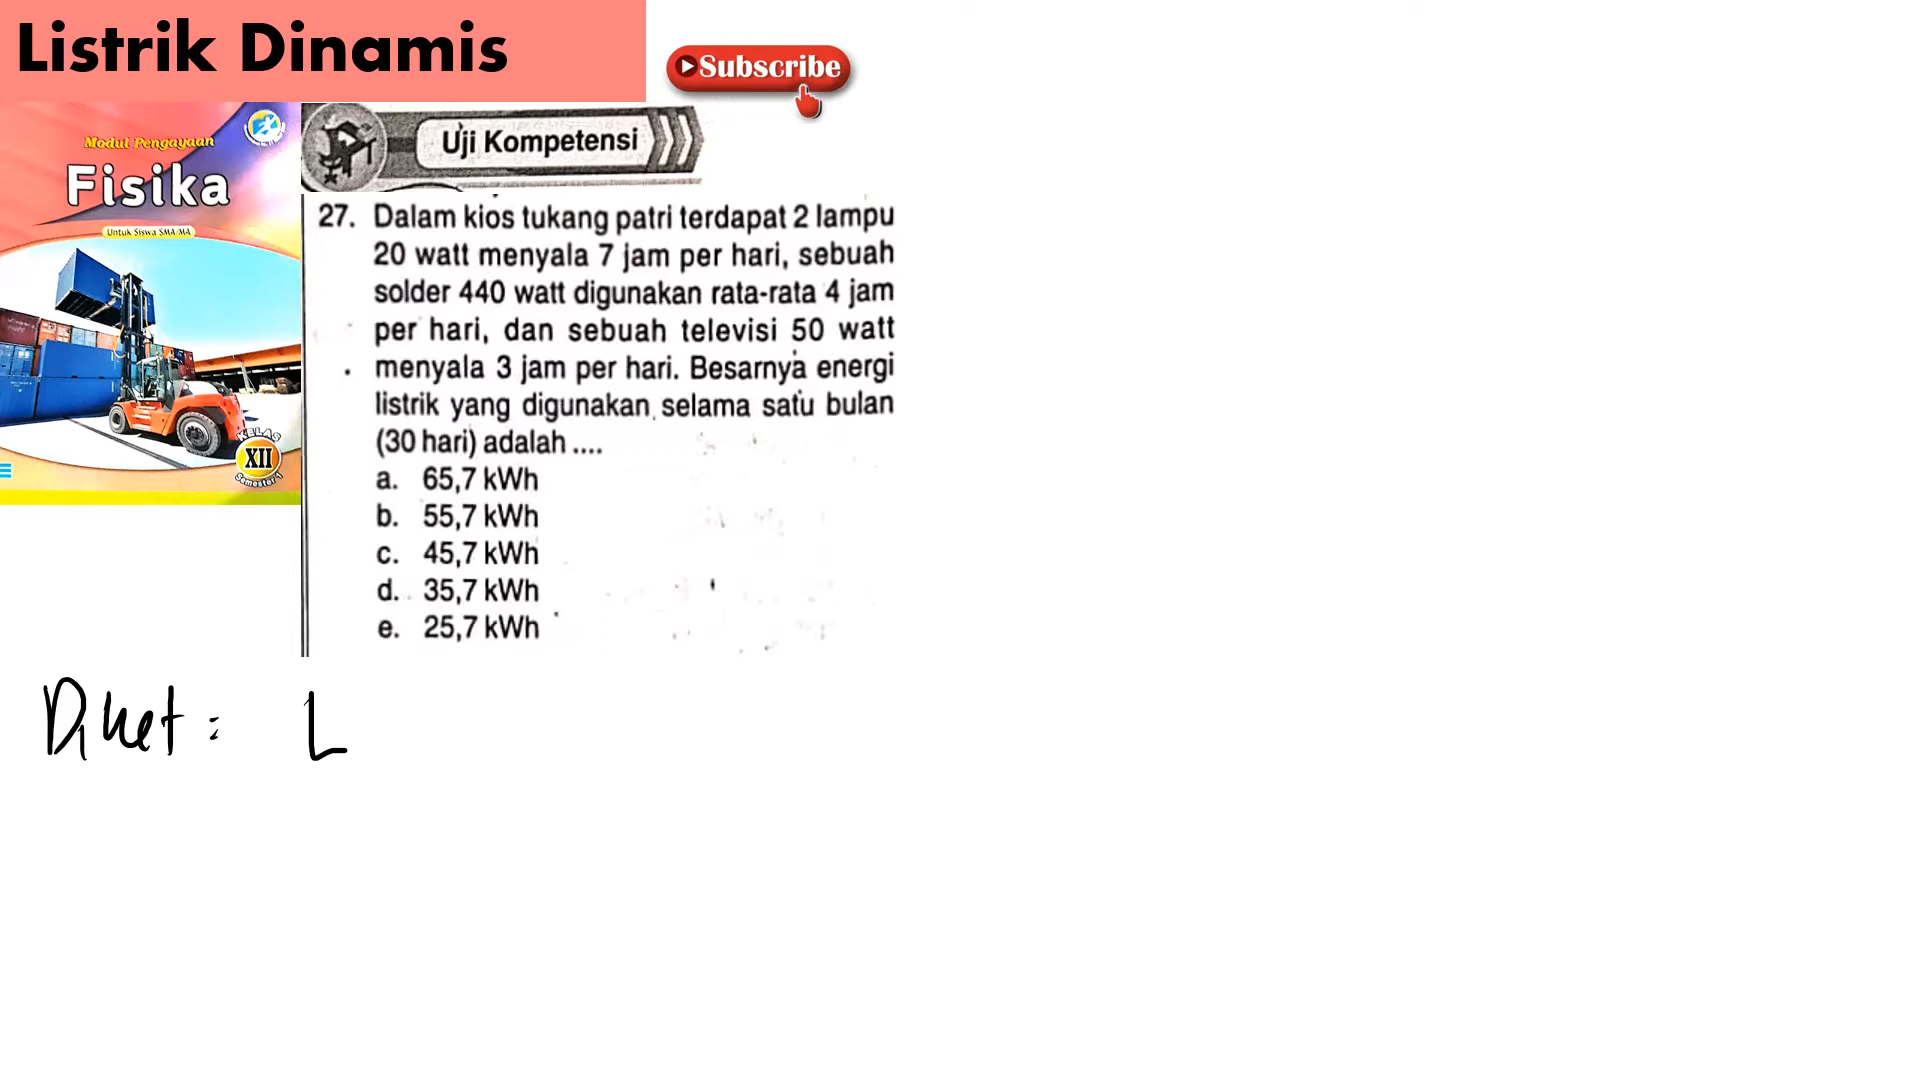 Listrik Dinamis
Subscribe
Modul Pengayaan
Fisika
Untuk Siswa SMA/MA
KELAS
XII
Semester 1
Uji Kompetensi
27. Dalam kios tukang patri terdapat 2 lampu
20 watt menyala 7 jam per hari, sebuah
solder 440 watt digunakan rata-rata 4 jam
per hari, dan sebuah televisi 50 watt
menyala 3 jam per hari. Besarnya energi
listrik yang digunakan selama satu bulan
(30 hari) adalah ....
a. 65,7 kWh
b. 55,7 kWh
c. 45,7 kWh
d. 35,7 kWh
e. 25,7 kWh
Diket : L